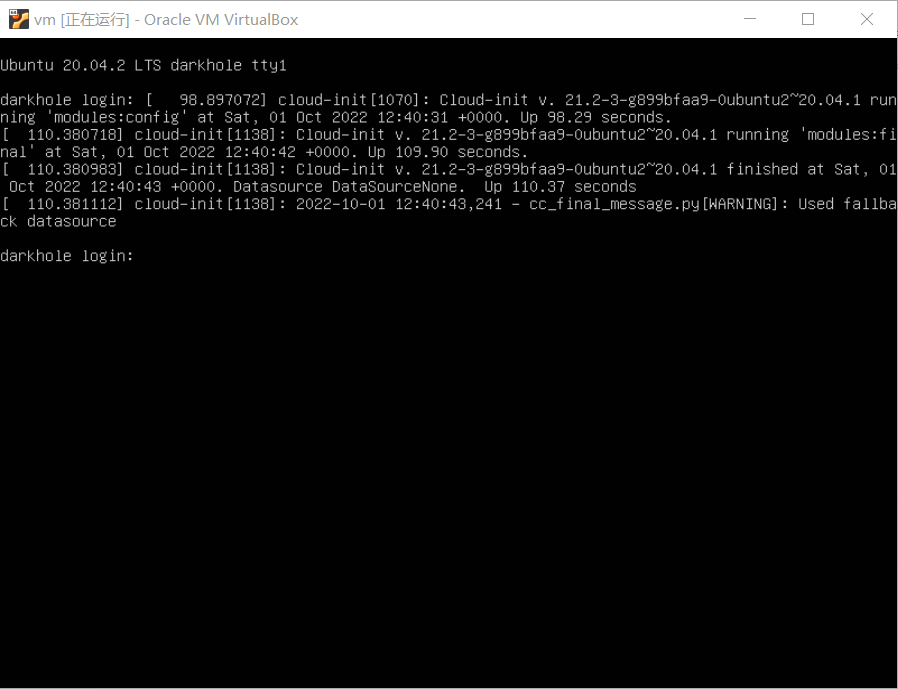 vm [正在运行] - Oracle VM VirtualBox
Ubuntu 20.04.2 LTS darkhole tty1
darkhole login: [   98.897072] cloud-init[1070]: Cloud-init v. 21.2-3-g899bfaa9-0ubuntu2~20.04.1 run
ning 'modules:config' at Sat, 01 Oct 2022 12:40:31 +0000. Up 98.29 seconds.
[  110.380718] cloud-init[1138]: Cloud-init v. 21.2-3-g899bfaa9-0ubuntu2~20.04.1 running 'modules:fi
nal' at Sat, 01 Oct 2022 12:40:42 +0000. Up 109.90 seconds.
[  110.380983] cloud-init[1138]: Cloud-init v. 21.2-3-g899bfaa9-0ubuntu2~20.04.1 finished at Sat, 01
 Oct 2022 12:40:43 +0000. Datasource DataSourceNone.  Up 110.37 seconds
[  110.381112] cloud-init[1138]: 2022-10-01 12:40:43,241 - cc_final_message.py[WARNING]: Used fallba
ck datasource
darkhole login: